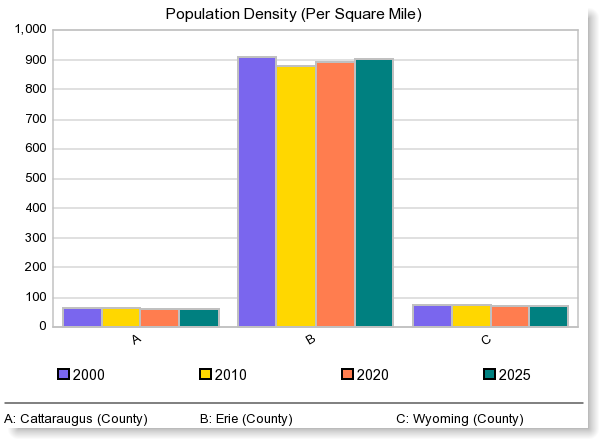 Population Density (Per Square Mile)
1,000
900
800
700
600
500
400
300
200
100
0
A B C
2000 2010 2020 2025
A: Cattaraugus (County) B: Erie (County) C: Wyoming (County)